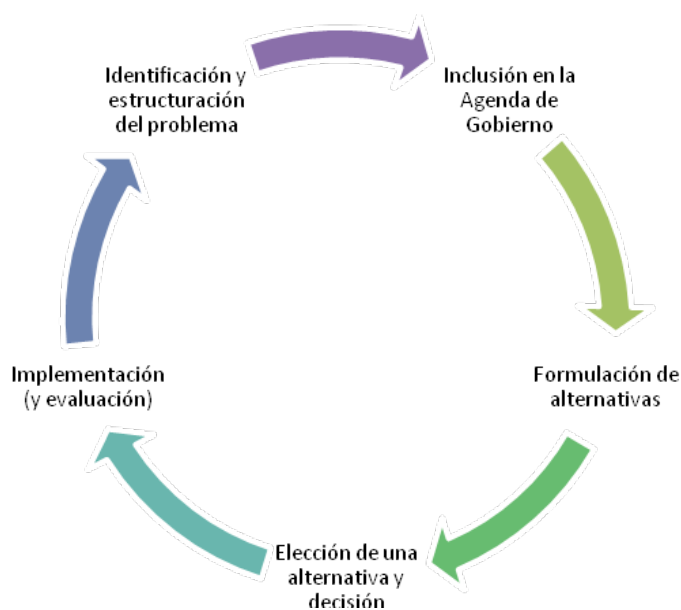 Identificación y
estructuración
del problema
Inclusión en la
Agenda de
Gobierno
Formulación de
alternativas
Elección de una
alternativa y
decisión
Implementación
(y evaluación)